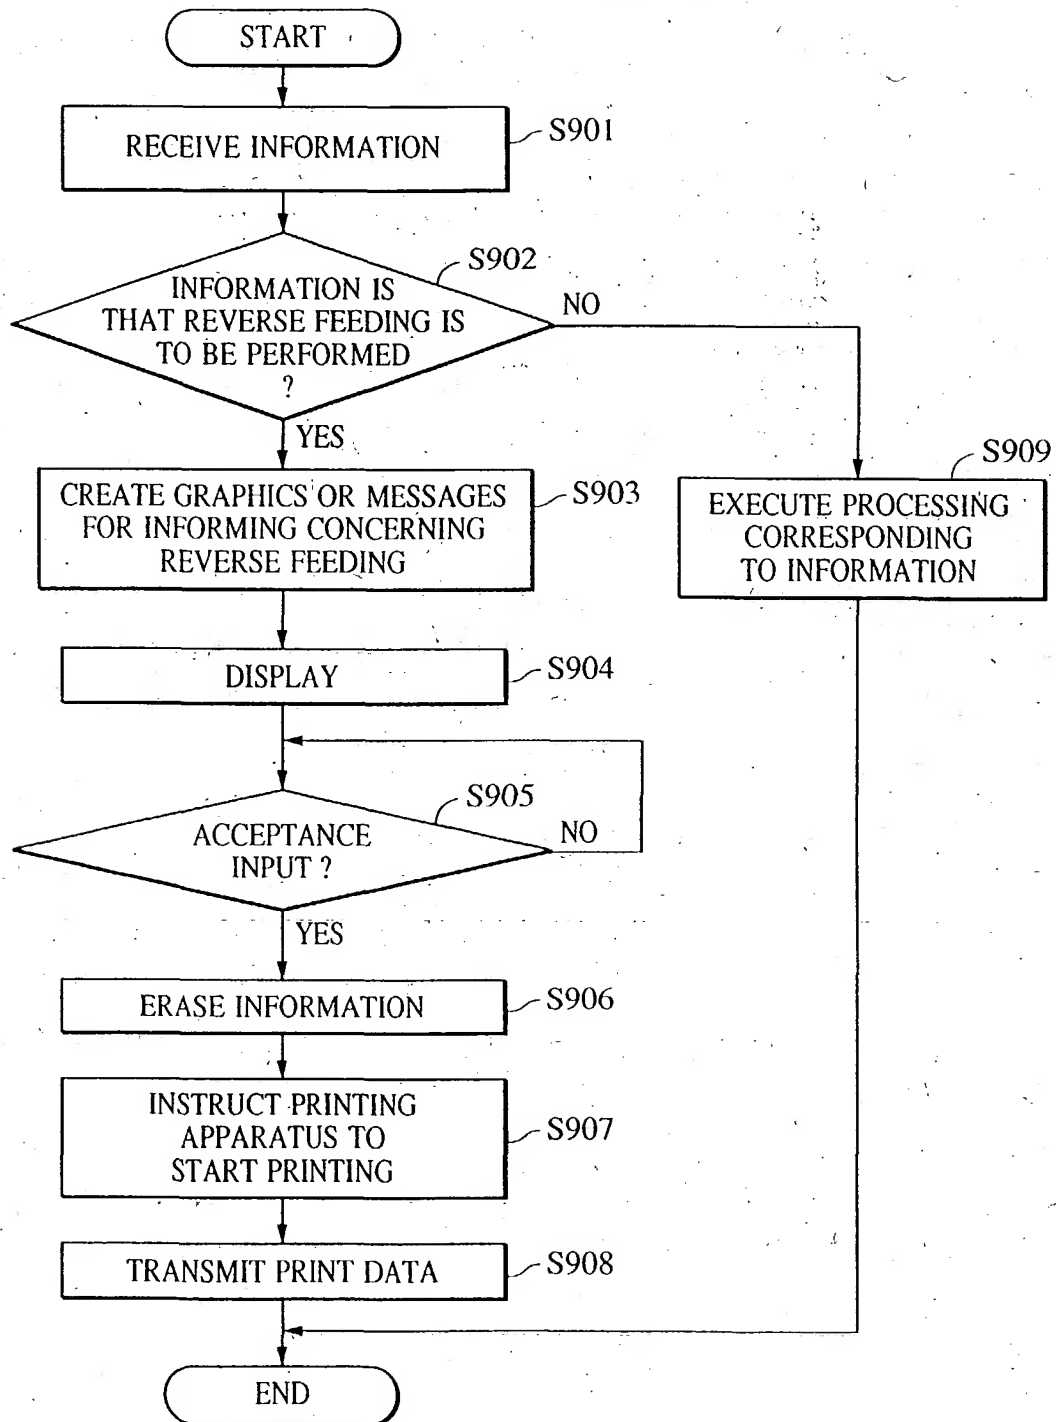 START
RECEIVE INFORMATION
S901
S902
INFORMATION IS
THAT REVERSE FEEDING IS
TO BE PERFORMED
?
NO
YES
S903
CREATE GRAPHICS OR MESSAGES
FOR INFORMING CONCERNING
REVERSE FEEDING
S909
EXECUTE PROCESSING
CORRESPONDING
TO INFORMATION
DISPLAY
S904
S905
ACCEPTANCE
INPUT ?
NO
YES
ERASE INFORMATION
S906
INSTRUCT PRINTING
APPARATUS TO
START PRINTING
S907
TRANSMIT PRINT DATA
S908
END